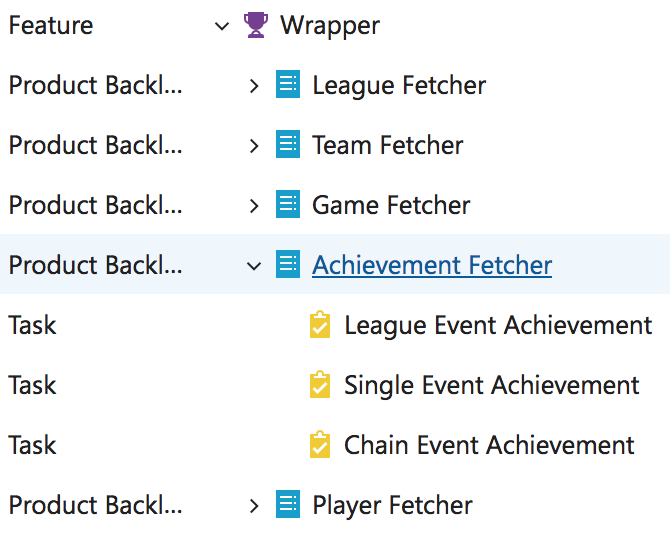 Feature Wrapper
Product Backl... League Fetcher
Product Backl... Team Fetcher
Product Backl... Game Fetcher
Product Backl... Achievement Fetcher
Task League Event Achievement
Task Single Event Achievement
Task Chain Event Achievement
Product Backl... Player Fetcher